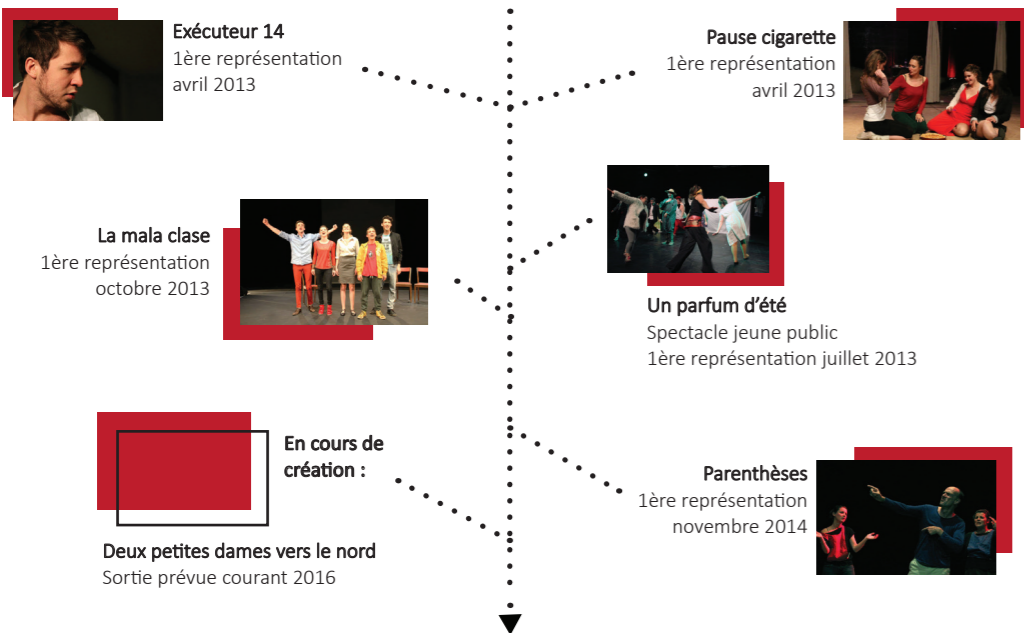 Exécuteur 14
1ère représentation
avril 2013
Pause cigarette
1ère représentation
avril 2013
La mala clase
1ère représentation
octobre 2013
Un parfum d’été
Spectacle jeune public
1ère représentation juillet 2013
En cours de
création :
Deux petites dames vers le nord
Sortie prévue courant 2016
Parenthèses
1ère représentation
novembre 2014